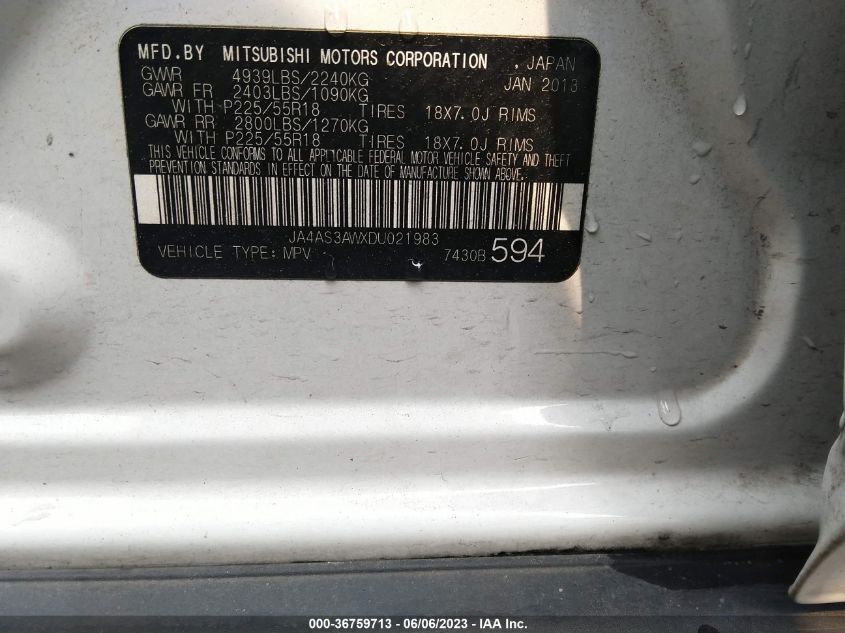 MFD.BY MITSUBISHI MOTORS CORPORATION , JAPAN
GVWR 4939LBS/2240KG JAN 2013
GAWR FR 2403LBS/1090KG
WITH P225/55R18 TIRES 18X7.0J RIMS
GAWR RR 2800LBS/1270KG
WITH P225/55R18 TIRES 18X7.0J RIMS
THIS VEHICLE CONFORMS TO ALL APPLICABLE FEDERAL MOTOR VEHICLE SAFETY AND THEFT
PREVENTION STANDARDS IN EFFECT ON THE DATE OF MANUFACTURE SHOWN ABOVE.
JA4AS3AWXDU021983
VEHICLE TYPE: MPV 7430B 594
000-36759713 - 06/06/2023 - © IAA Inc.